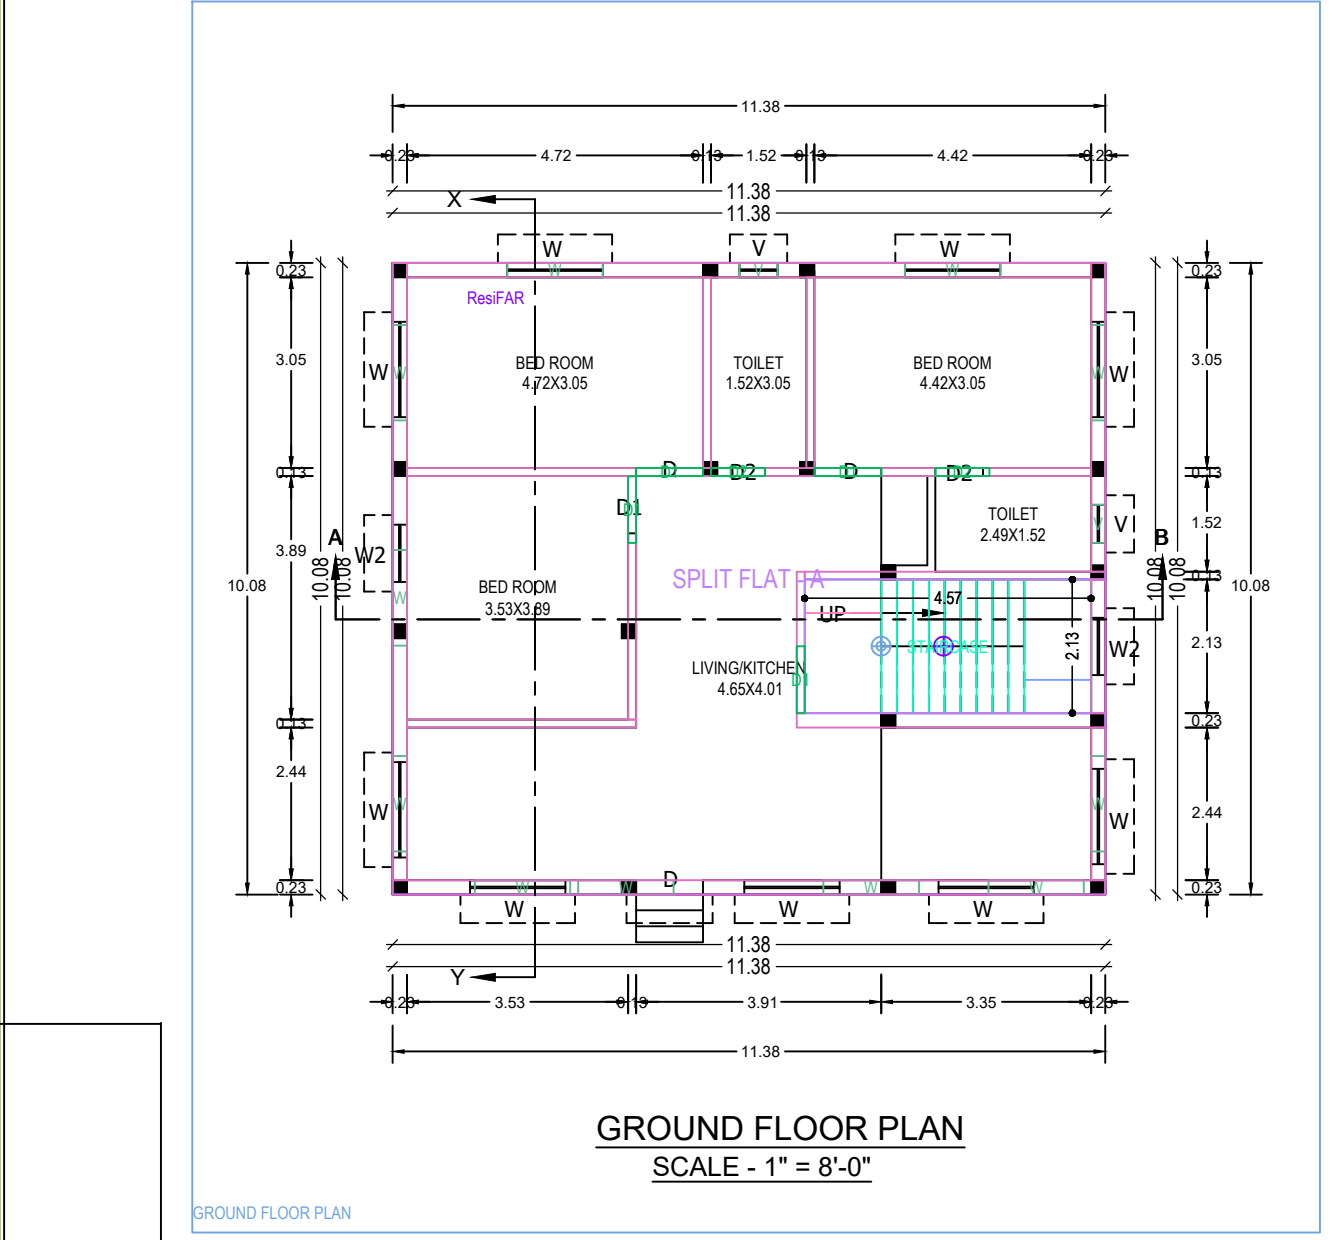 11.38
0.23 4.72 0.13 1.52 0.13 4.42 0.23
11.38
X
11.38
W V W
0.23 W V W 0.23
ResiFAR
3.05 3.05
BED ROOM TOILET BED ROOM
W W W W
4.72X3.05 1.52X3.05 4.42X3.05
0.13 D D D2 D2 D D D2 D2 0.13
D1
D
TOILET
V V 1.52
2.49X1.52
A B
3.89 W2
10.08 10.08 10.08 SPLIT FLAT - A 0.13 10.08 10.08 10.08
BED ROOM
W 4.57
3.53X3.89
UP
STAIRCASE 2.13 W2 2.13
LIVING/KITCHEN
4.65X4.01 D1
0.13 0.23
2.44
W W W W 2.44
D
0.23 W W W W 0.23
W W W
11.38
11.38
Y
0.23 3.53 0.13 3.91 3.35 0.23
11.38
GROUND FLOOR PLAN
SCALE - 1" = 8'-0"
GROUND FLOOR PLAN